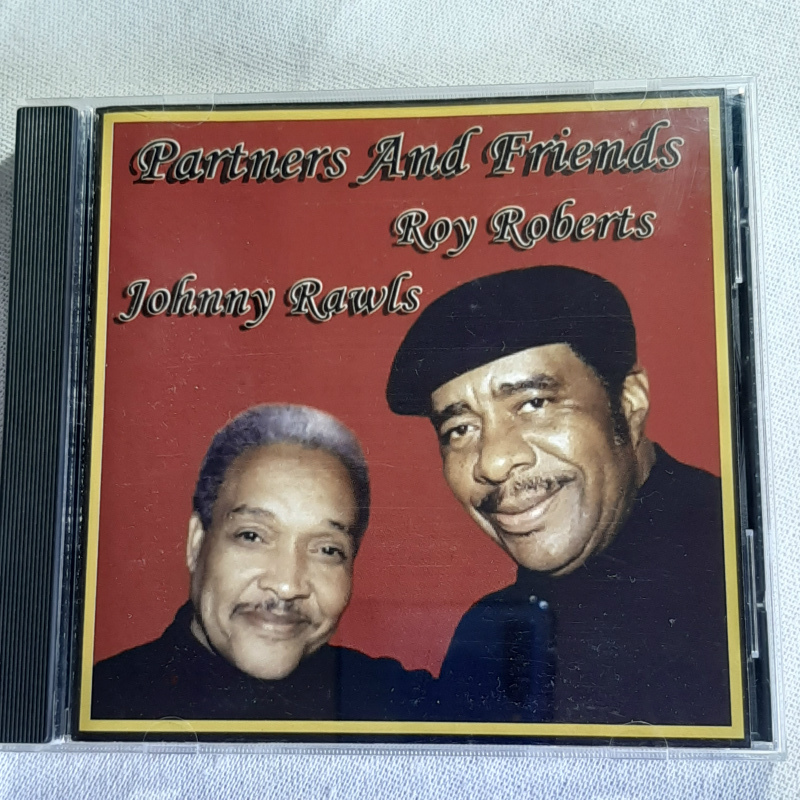 Partners And Friends
Roy Roberts
Johnny Rawls